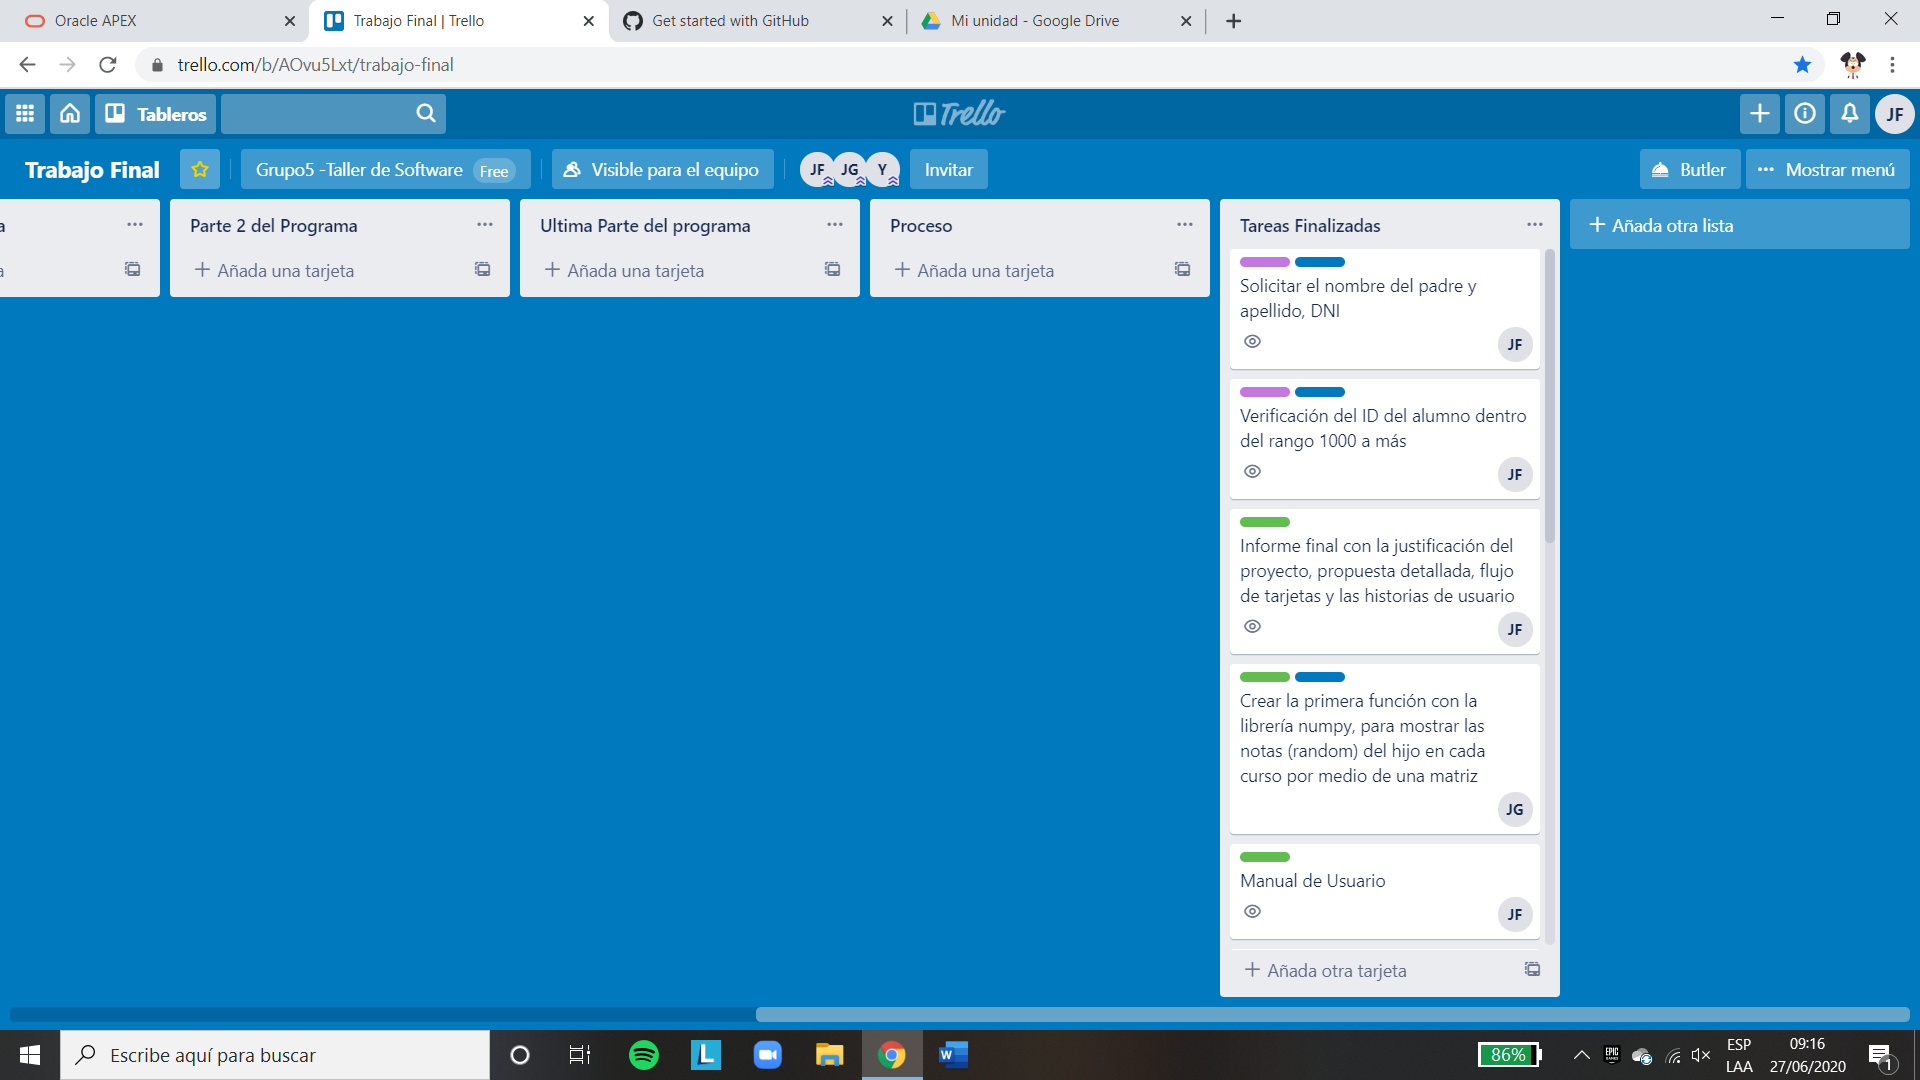 Oracle APEX
Trabajo Final | Trello
Get started with GitHub
Mi unidad - Google Drive
trello.com/b/AOvu5Lxt/trabajo-final
Tableros
Trello
JF
Trabajo Final
Grupo5 -Taller de Software Free
Visible para el equipo
JF
JG
Y
Invitar
Butler
Mostrar menú
a
a
Parte 2 del Programa
Añada una tarjeta
Ultima Parte del programa
Añada una tarjeta
Proceso
Añada una tarjeta
Tareas Finalizadas
Solicitar el nombre del padre y
apellido, DNI
JF
Verificación del ID del alumno dentro
del rango 1000 a más
JF
Informe final con la justificación del
proyecto, propuesta detallada, flujo
de tarjetas y las historias de usuario
JF
Crear la primera función con la
librería numpy, para mostrar las
notas (random) del hijo en cada
curso por medio de una matriz
JG
Manual de Usuario
JF
Añada otra tarjeta
Añada otra lista
Escribe aquí para buscar
L
W
86%
EPIC
ESP
LAA
09:16
27/06/2020
1